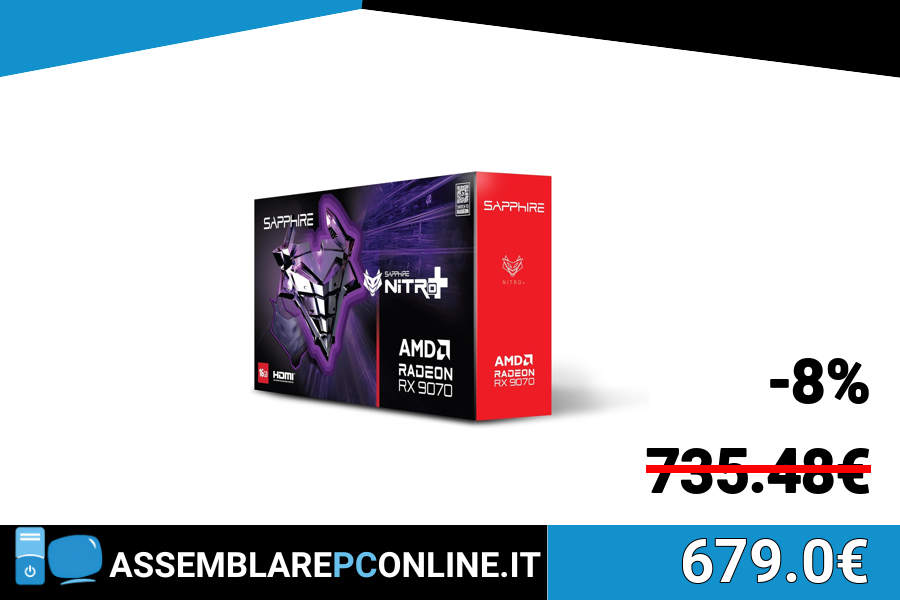 SAPPHIRE
SAPPHIRE
NiTRO+
AMD
RADEON
RX 9070
16GB
HDMI
SAPPHIRE
NITRO+
AMD
RADEON
RX 9070
-8%
735.48€
ASSEMBLAREPCONLINE.IT
679.0€